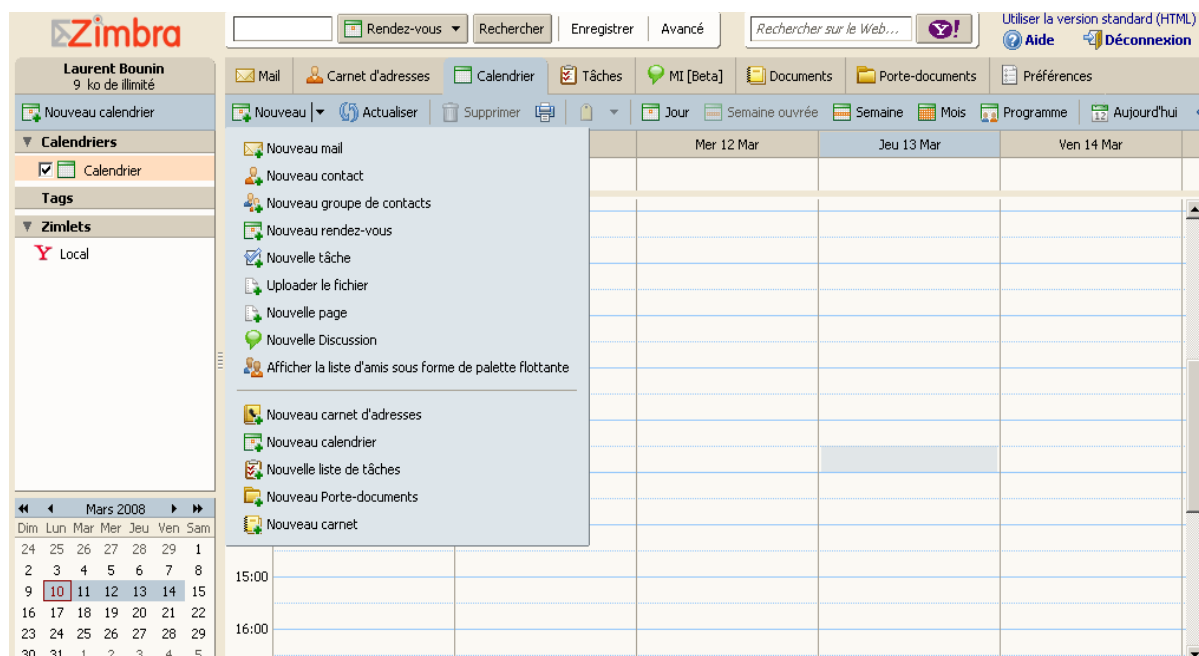 Zimbra
Rendez-vous Rechercher Enregistrer Avancé Rechercher sur le Web... Y! Utiliser la version standard (HTML)
Aide Déconnexion
Laurent Bounin
9 ko de illimité
Mail Carnet d'adresses Calendrier Tâches MI [Beta] Documents Porte-documents Préférences
Nouveau calendrier Nouveau Actualiser Supprimer Jour Semaine ouvrée Semaine Mois Programme 12 Aujourd'hui
Calendriers
Calendrier
Tags
Zimlets
Y Local
Nouveau mail
Nouveau contact
Nouveau groupe de contacts
Nouveau rendez-vous
Nouvelle tâche
Uploader le fichier
Nouvelle page
Nouvelle Discussion
Afficher la liste d'amis sous forme de palette flottante
Nouveau carnet d'adresses
Nouveau calendrier
Nouvelle liste de tâches
Nouveau Porte-documents
Nouveau carnet
Mer 12 Mar Jeu 13 Mar Ven 14 Mar
15:00
16:00
Mars 2008
Dim Lun Mar Mer Jeu Ven Sam
24 25 26 27 28 29 1
2 3 4 5 6 7 8
9 10 11 12 13 14 15
16 17 18 19 20 21 22
23 24 25 26 27 28 29
30 31 1 2 3 4 5